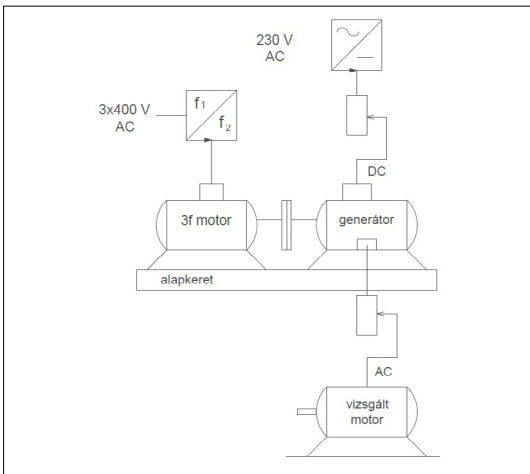 230 V
AC
3x400 V
AC
f1
f2
DC
3f motor
generátor
alapkeret
AC
vizsgált
motor